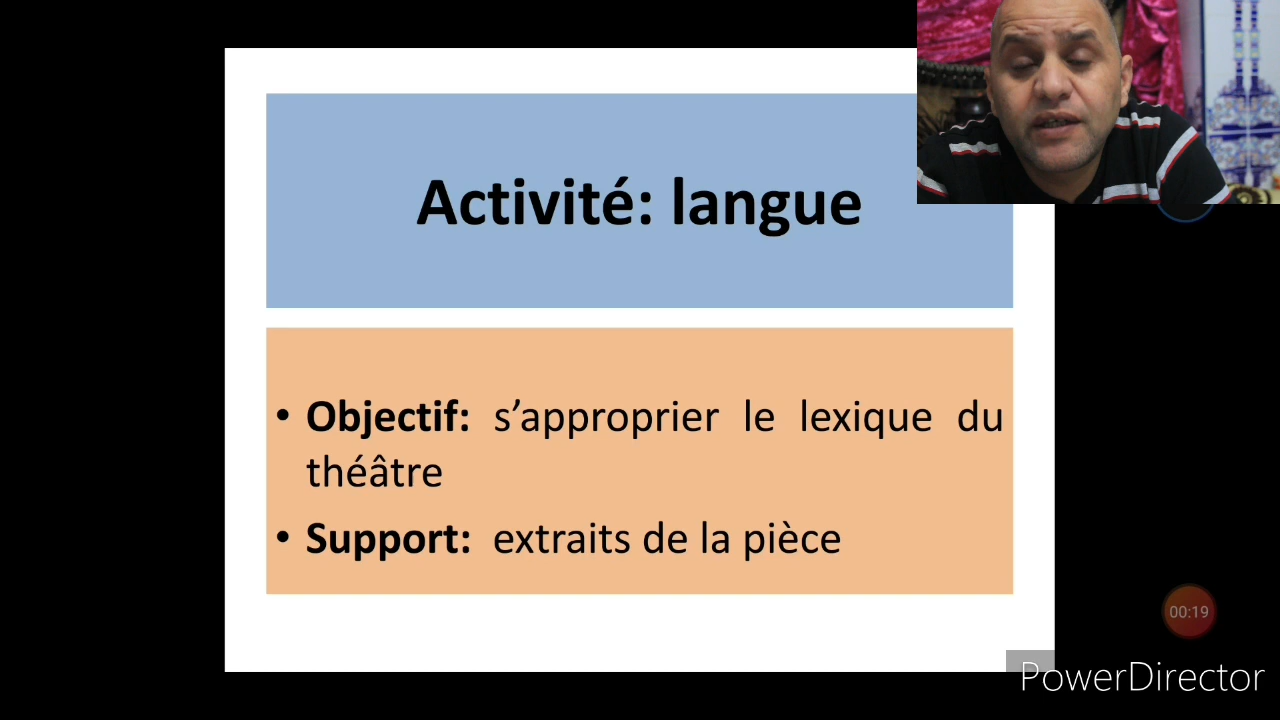 Activité: langue
• Objectif: s’approprier le lexique du
théâtre
• Support: extraits de la pièce
00:19
PowerDirector